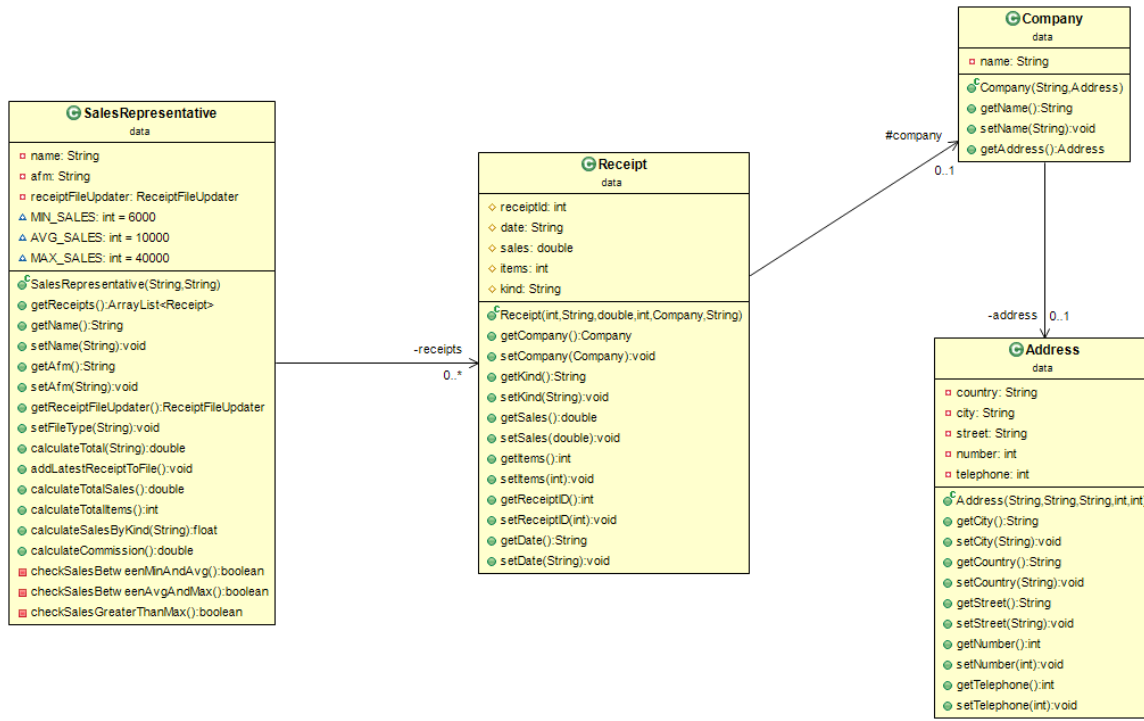 SalesRepresentative
data
name: String
afm: String
receiptFileUpdater: ReceiptFileUpdater
MIN_SALES: int = 6000
AVG_SALES: int = 10000
MAX_SALES: int = 40000
SalesRepresentative(String,String)
getReceipts():ArrayList<Receipt>
getName():String
setName(String):void
getAfm():String
setAfm(String):void
getReceiptFileUpdater():ReceiptFileUpdater
setFileType(String):void
calculateTotal(String):double
addLatestReceiptToFile():void
calculateTotalSales():double
calculateTotalItems():int
calculateSalesByKind(String):float
calculateCommission():double
checkSalesBetweenMinAndAvg():boolean
checkSalesBetweenAvgAndMax():boolean
checkSalesGreaterThanMax():boolean
-receipts
0..*
Receipt
data
receiptId: int
date: String
sales: double
items: int
kind: String
Receipt(int,String,double,int,Company,String)
getCompany():Company
setCompany(Company):void
getKind():String
setKind(String):void
getSales():double
setSales(double):void
getItems():int
setItems(int):void
getReceiptID():int
setReceiptID(int):void
getDate():String
setDate(String):void
#company
0..1
Company
data
name: String
Company(String,Address)
getName():String
setName(String):void
getAddress():Address
-address
0..1
Address
data
country: String
city: String
street: String
number: int
telephone: int
Address(String,String,String,int,int)
getCity():String
setCity(String):void
getCountry():String
setCountry(String):void
getStreet():String
setStreet(String):void
getNumber():int
setNumber(int):void
getTelephone():int
setTelephone(int):void